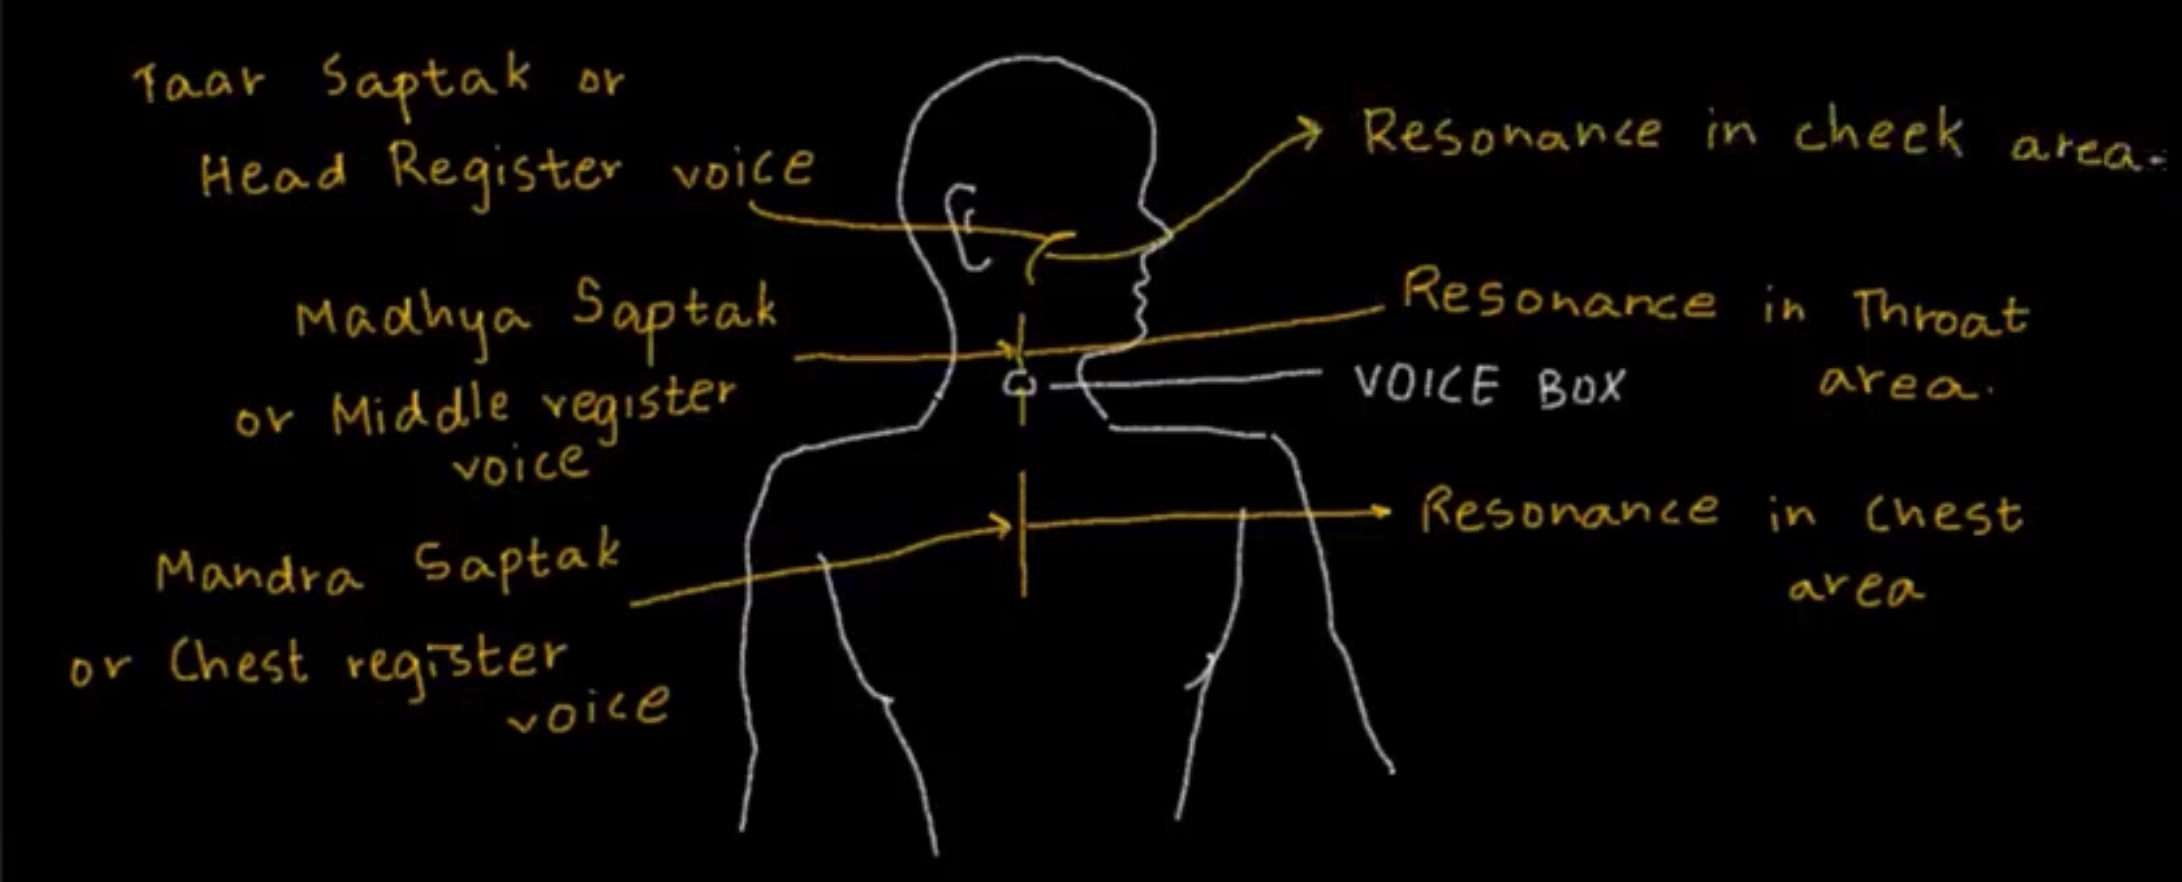 Taar Saptak or
Head Register voice
Resonance in cheek area.
Madhya Saptak
or Middle register
voice
Resonance in Throat
area.
VOICE BOX
Mandra Saptak
or Chest register
voice
Resonance in Chest
area